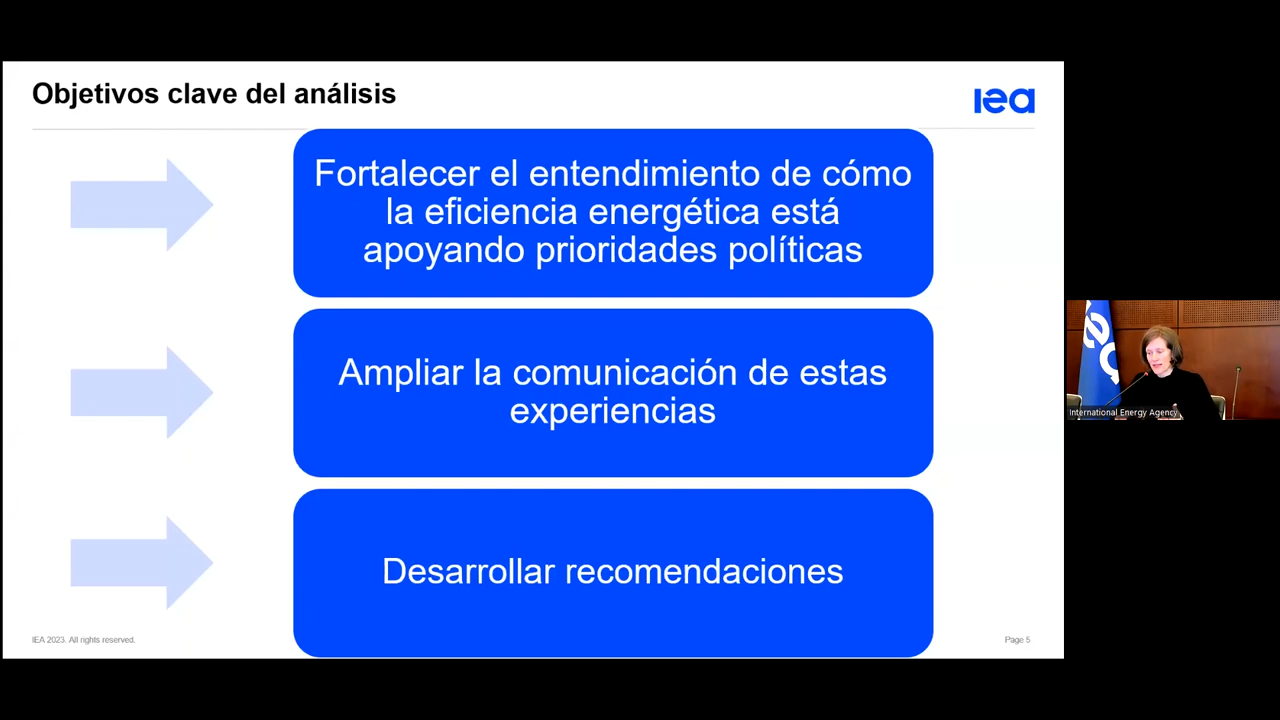 Objetivos clave del análisis
iea
Fortalecer el entendimiento de cómo
la eficiencia energética está
apoyando prioridades políticas
Ampliar la comunicación de estas
experiencias
Desarrollar recomendaciones
IEA 2023. All rights reserved.
Page 5
iea
International Energy Agency